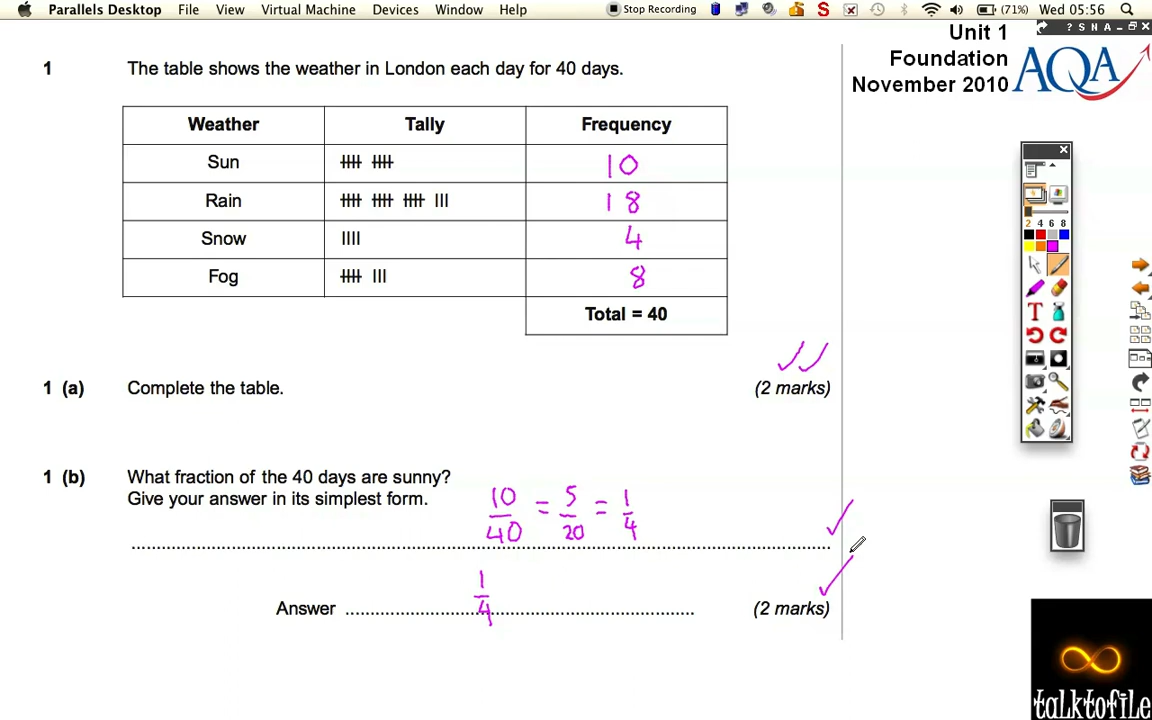 Parallels Desktop File View Virtual Machine Devices Window Help Stop Recording S (71%) Wed 05:56
? S N A
Unit 1
Foundation
November 2010
AQA
1 The table shows the weather in London each day for 40 days.
Weather Tally Frequency
Sun 10
Rain 18
Snow 4
Fog 8
Total = 40
1 (a) Complete the table. (2 marks)
1 (b) What fraction of the 40 days are sunny?
Give your answer in its simplest form.
10/40 = 5/20 = 1/4
Answer 1/4 (2 marks)
2 4 6 8
T
talktofile